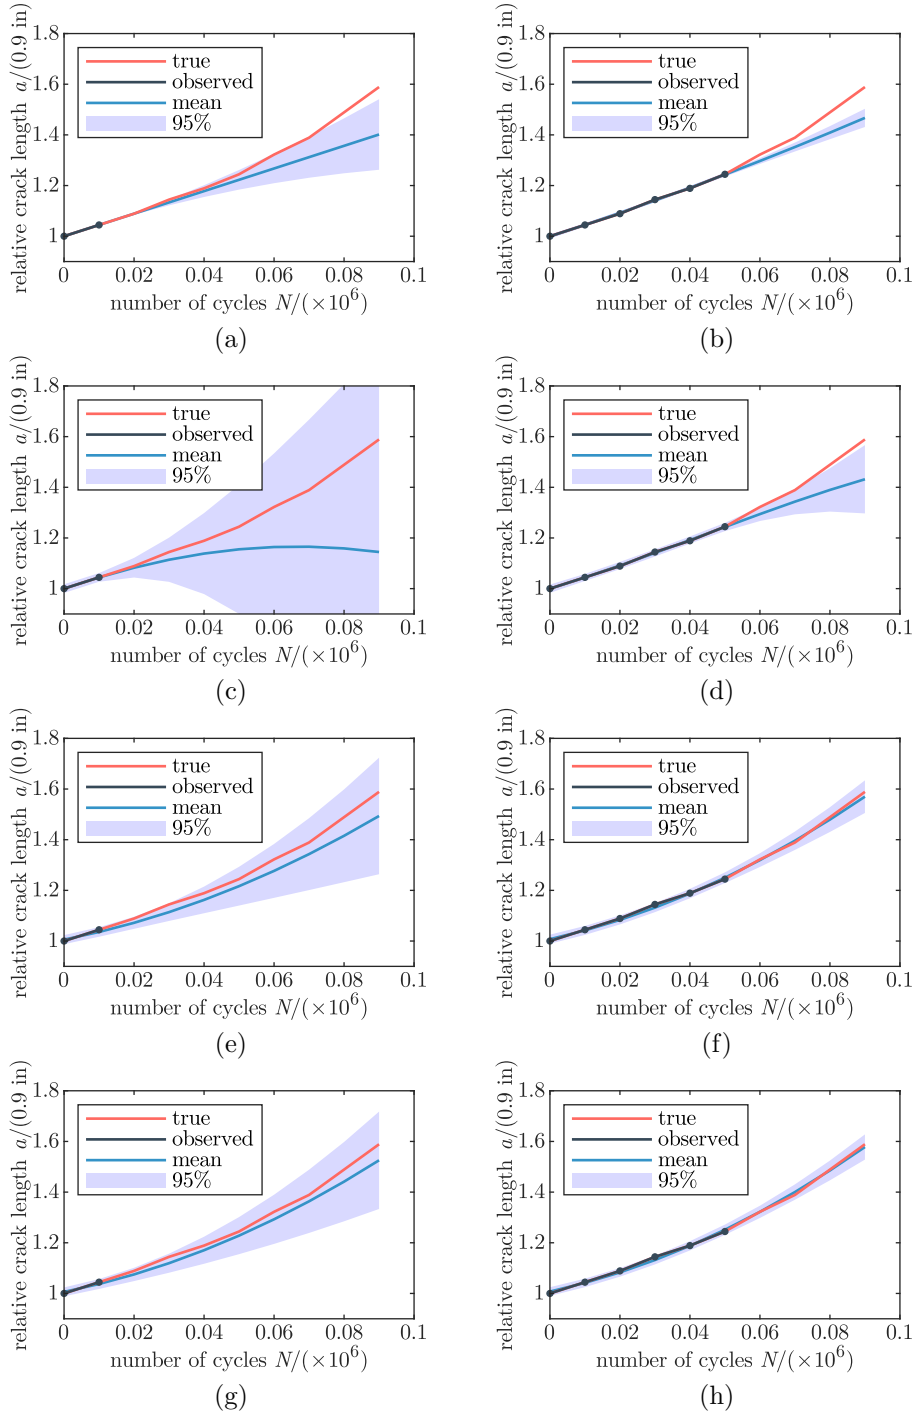 relative crack length a/(0.9 in)
1.8
1.6
1.4
1.2
1
true
observed
mean
95%
0 0.02 0.04 0.06 0.08 0.1
number of cycles N/(×10⁶)
(a)
relative crack length a/(0.9 in)
1.8
1.6
1.4
1.2
1
true
observed
mean
95%
0 0.02 0.04 0.06 0.08 0.1
number of cycles N/(×10⁶)
(b)
relative crack length a/(0.9 in)
1.8
1.6
1.4
1.2
1
true
observed
mean
95%
0 0.02 0.04 0.06 0.08 0.1
number of cycles N/(×10⁶)
(c)
relative crack length a/(0.9 in)
1.8
1.6
1.4
1.2
1
true
observed
mean
95%
0 0.02 0.04 0.06 0.08 0.1
number of cycles N/(×10⁶)
(d)
relative crack length a/(0.9 in)
1.8
1.6
1.4
1.2
1
true
observed
mean
95%
0 0.02 0.04 0.06 0.08 0.1
number of cycles N/(×10⁶)
(e)
relative crack length a/(0.9 in)
1.8
1.6
1.4
1.2
1
true
observed
mean
95%
0 0.02 0.04 0.06 0.08 0.1
number of cycles N/(×10⁶)
(f)
relative crack length a/(0.9 in)
1.8
1.6
1.4
1.2
1
true
observed
mean
95%
0 0.02 0.04 0.06 0.08 0.1
number of cycles N/(×10⁶)
(g)
relative crack length a/(0.9 in)
1.8
1.6
1.4
1.2
1
true
observed
mean
95%
0 0.02 0.04 0.06 0.08 0.1
number of cycles N/(×10⁶)
(h)